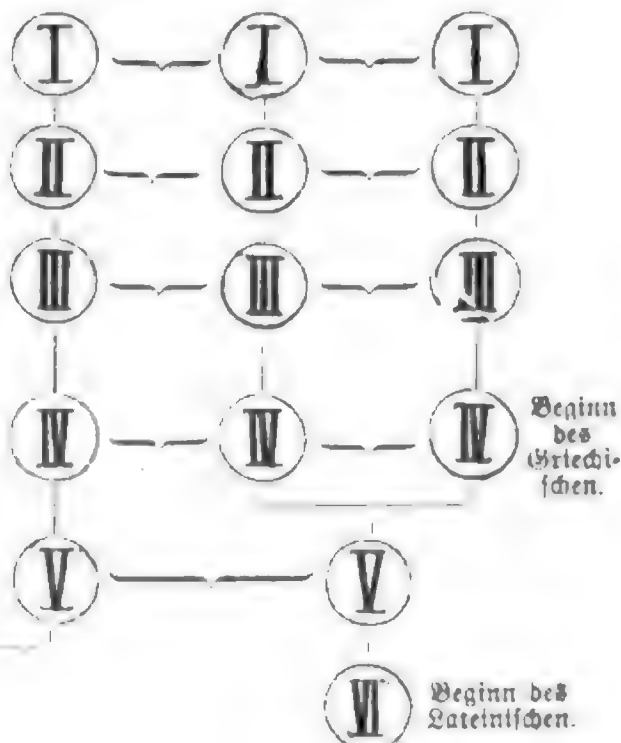 I I I
II II II
III III III
IV IV IV
Beginn
des
Griechi-
schen.
V V
VI
Beginn des
Lateinischen.